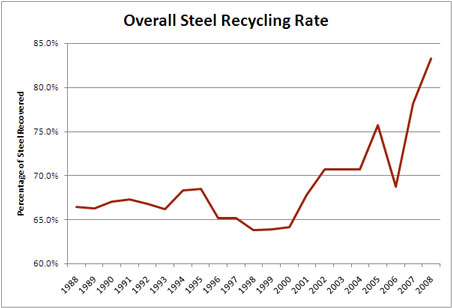 Overall Steel Recycling Rate
Percentage of Steel Recovered
85.0%
80.0%
75.0%
70.0%
65.0%
60.0%
1988 1989 1990 1991 1992 1993 1994 1995 1996 1997 1998 1999 2000 2001 2002 2003 2004 2005 2006 2007 2008